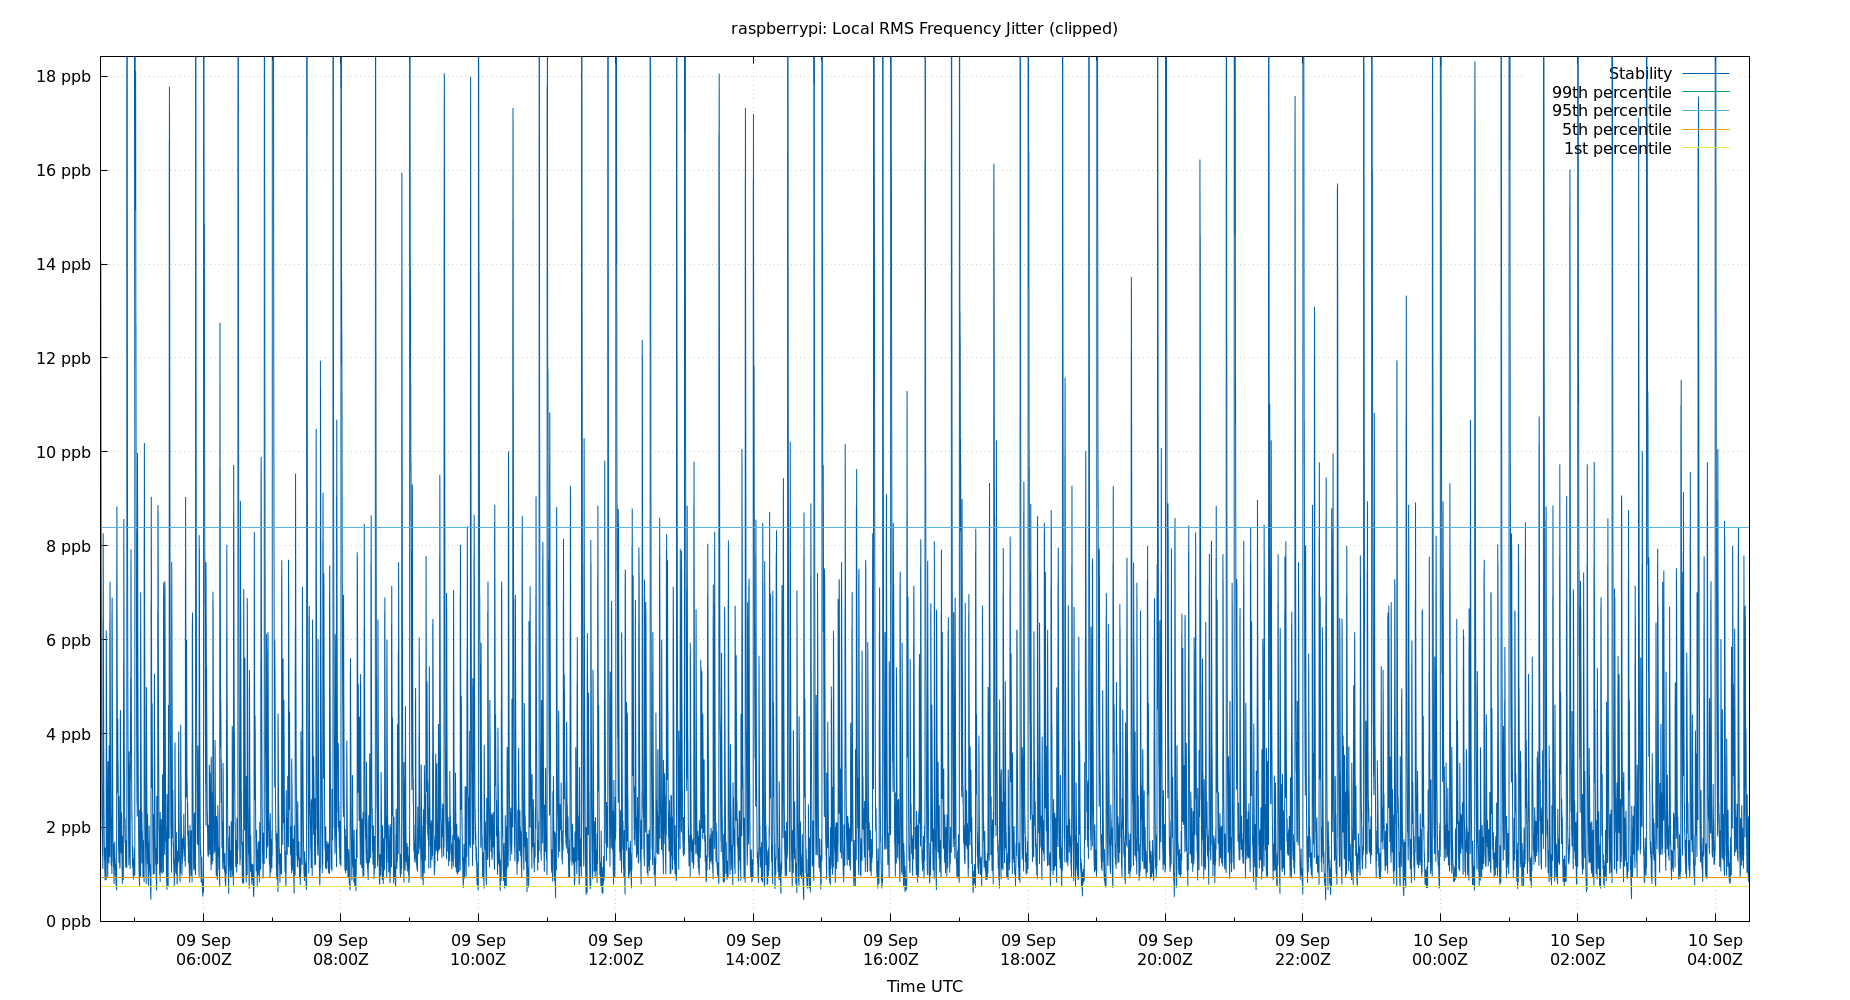 raspberrypi: Local RMS Frequency Jitter (clipped)
18 ppb
16 ppb
14 ppb
12 ppb
10 ppb
8 ppb
6 ppb
4 ppb
2 ppb
0 ppb
Stability
99th percentile
95th percentile
5th percentile
1st percentile
09 Sep 09 Sep 09 Sep 09 Sep 09 Sep 09 Sep 09 Sep 09 Sep 09 Sep 10 Sep 10 Sep 10 Sep
06:00Z 08:00Z 10:00Z 12:00Z 14:00Z 16:00Z 18:00Z 20:00Z 22:00Z 00:00Z 02:00Z 04:00Z
Time UTC